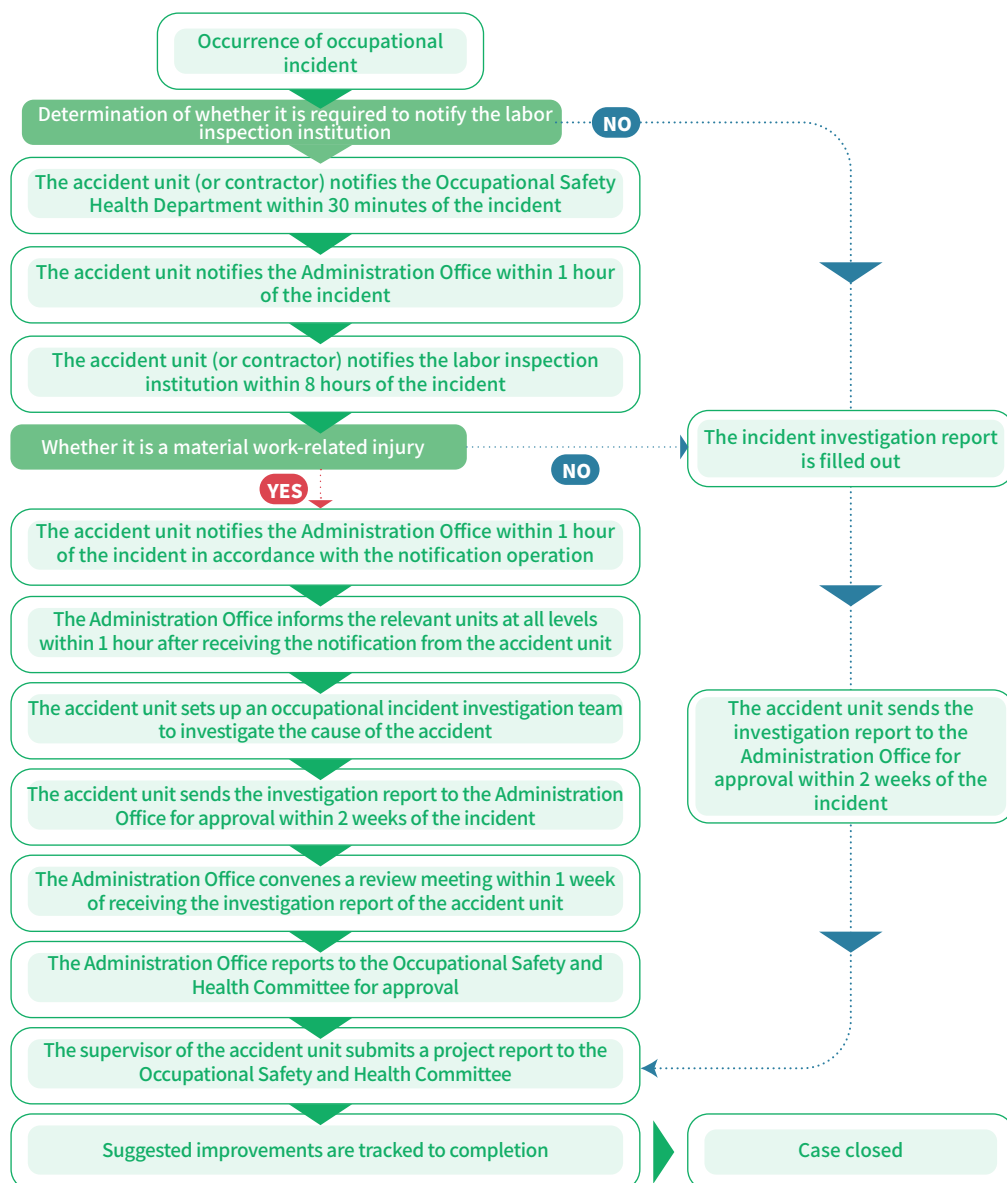 Occurrence of occupational
incident
Determination of whether it is required to notify the labor
inspection institution
NO
The accident unit (or contractor) notifies the Occupational Safety
Health Department within 30 minutes of the incident
The accident unit notifies the Administration Office within 1 hour
of the incident
The accident unit (or contractor) notifies the labor inspection
institution within 8 hours of the incident
Whether it is a material work-related injury
NO
The incident investigation report
is filled out
YES
The accident unit notifies the Administration Office within 1 hour
of the incident in accordance with the notification operation
The Administration Office informs the relevant units at all levels
within 1 hour after receiving the notification from the accident unit
The accident unit sets up an occupational incident investigation team
to investigate the cause of the accident
The accident unit sends the
investigation report to the
Administration Office for
approval within 2 weeks of the
incident
The accident unit sends the investigation report to the Administration
Office for approval within 2 weeks of the incident
The Administration Office convenes a review meeting within 1 week
of receiving the investigation report of the accident unit
The Administration Office reports to the Occupational Safety and
Health Committee for approval
The supervisor of the accident unit submits a project report to the
Occupational Safety and Health Committee
Suggested improvements are tracked to completion
Case closed